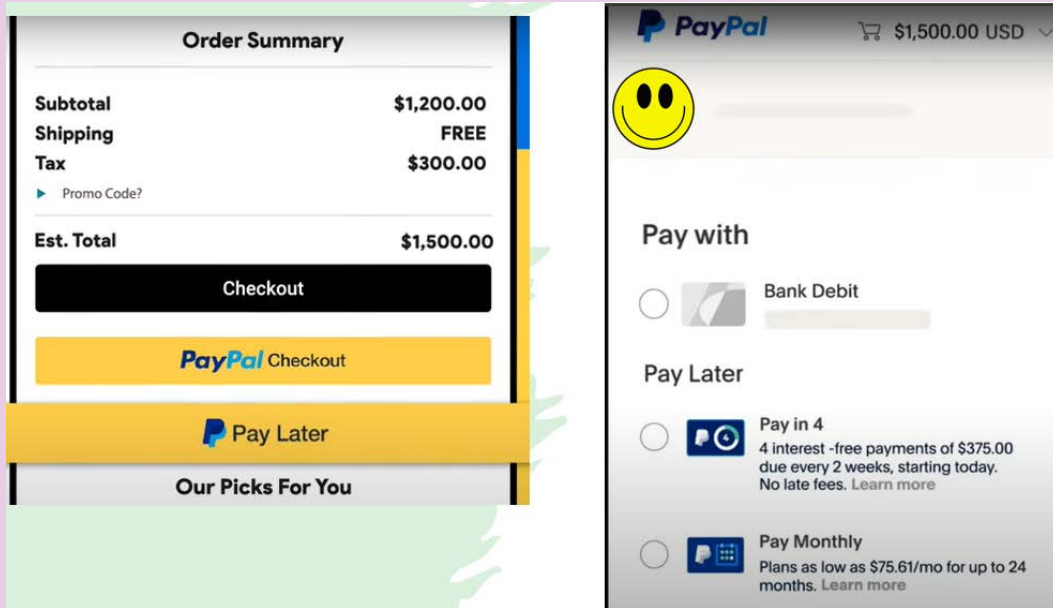 Order Summary
Subtotal $1,200.00
Shipping FREE
Tax $300.00
Promo Code?
Est. Total $1,500.00
Checkout
PayPal Checkout
Pay Later
Our Picks For You
PayPal $1,500.00 USD
Pay with
Bank Debit
Pay Later
Pay in 4
4 interest -free payments of $375.00
due every 2 weeks, starting today.
No late fees. Learn more
Pay Monthly
Plans as low as $75.61/mo for up to 24
months. Learn more